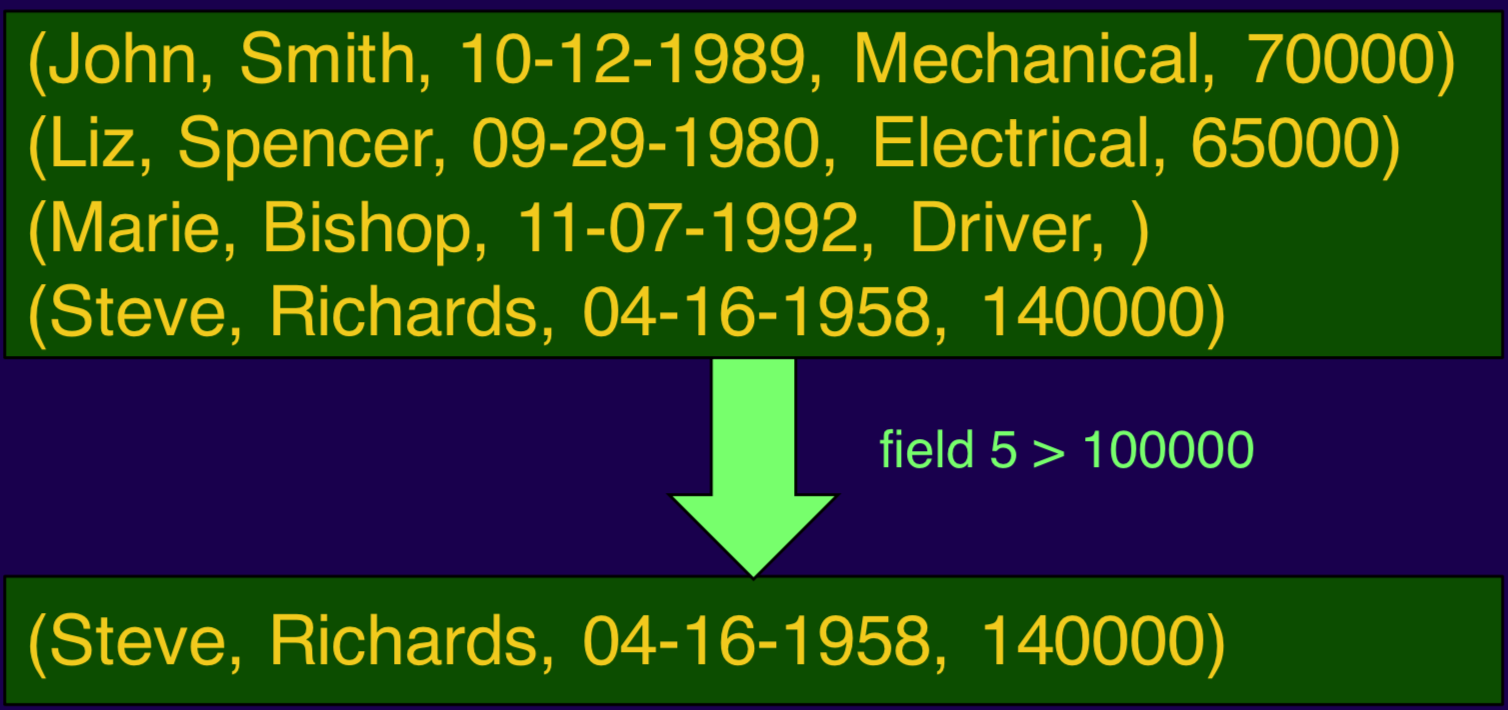 (John, Smith, 10-12-1989, Mechanical, 70000)
(Liz, Spencer, 09-29-1980, Electrical, 65000)
(Marie, Bishop, 11-07-1992, Driver, )
(Steve, Richards, 04-16-1958, 140000)
field 5 > 100000
(Steve, Richards, 04-16-1958, 140000)